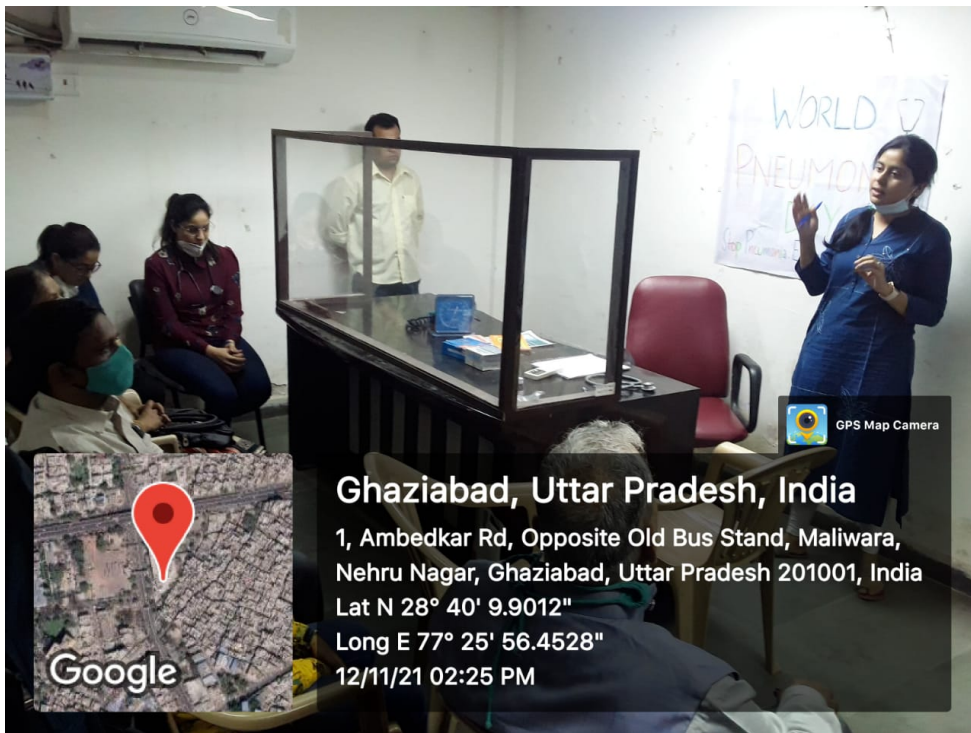 WORLD
PNEUMON
D Y
STOP PNEUMONIA E
GPS Map Camera
Ghaziabad, Uttar Pradesh, India
1, Ambedkar Rd, Opposite Old Bus Stand, Maliwara,
Nehru Nagar, Ghaziabad, Uttar Pradesh 201001, India
Lat N 28° 40' 9.9012"
Long E 77° 25' 56.4528"
12/11/21 02:25 PM
Google